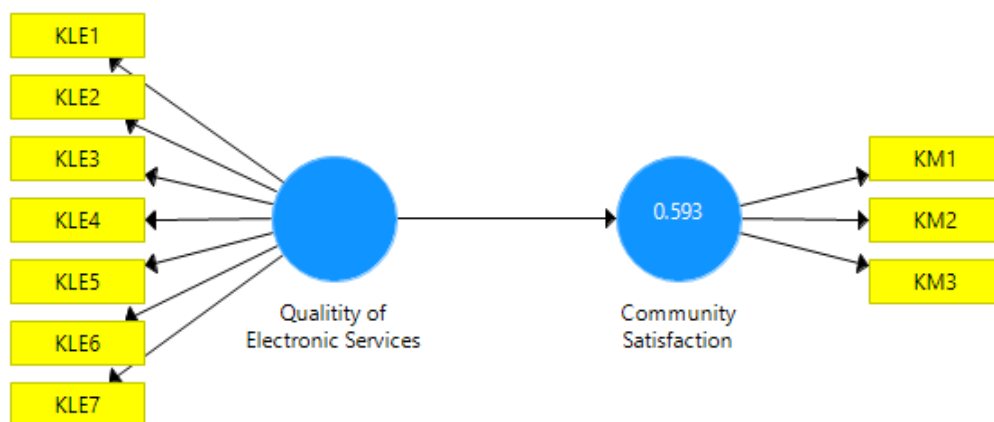 KLE1
KLE2
KLE3
KLE4
KLE5
KLE6
KLE7
Qualitity of
Electronic Services
0.593
Community
Satisfaction
KM1
KM2
KM3